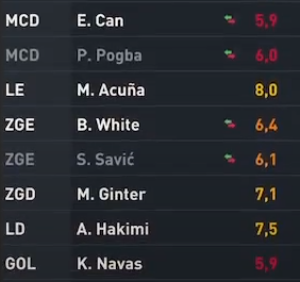 MCD E. Can 5,9
MCD P. Pogba 6,0
LE M. Acuña 8,0
ZGE B. White 6,4
ZGE S. Savić 6,1
ZGD M. Ginter 7,1
LD A. Hakimi 7,5
GOL K. Navas 5,9